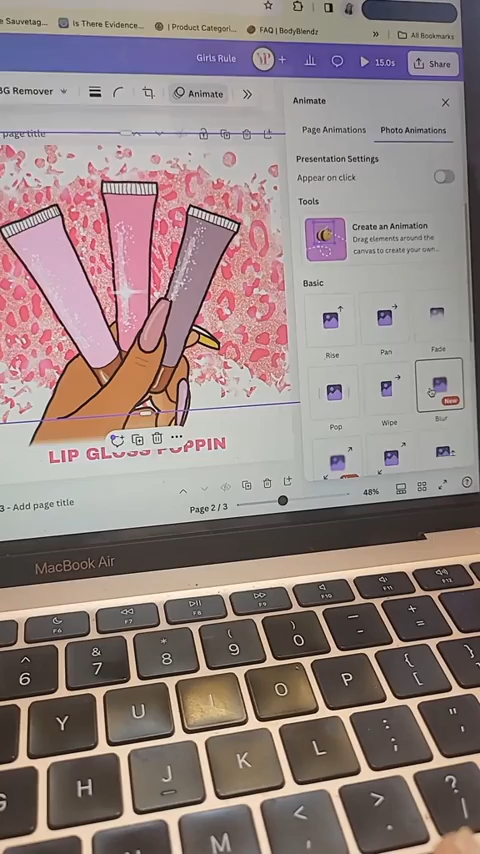 e Sauvetag...
Is There Evidence...
| Product Categori...
FAQ | BodyBlendz
»
All Bookmarks
Girls Rule
+
15.0s
Share
BG Remover
Animate
Animate
page title
Page Animations
Photo Animations
Presentation Settings
Appear on click
Tools
Create an Animation
Drag elements around the
canvas to create your own...
Basic
Rise
Pan
Fade
Pop
Wipe
Blur
New
LIP GLOSS POPPIN
3 - Add page title
Page 2 / 3
48%
MacBook Air
F6
F7
F8
F9
F10
F11
F12
^
6
&
7
*
8
(
9
)
0
—
-
+
=
Y
U
I
O
P
{
[
}
G
H
J
K
L
:
;
"
'
M
<
,
>
.
?
/